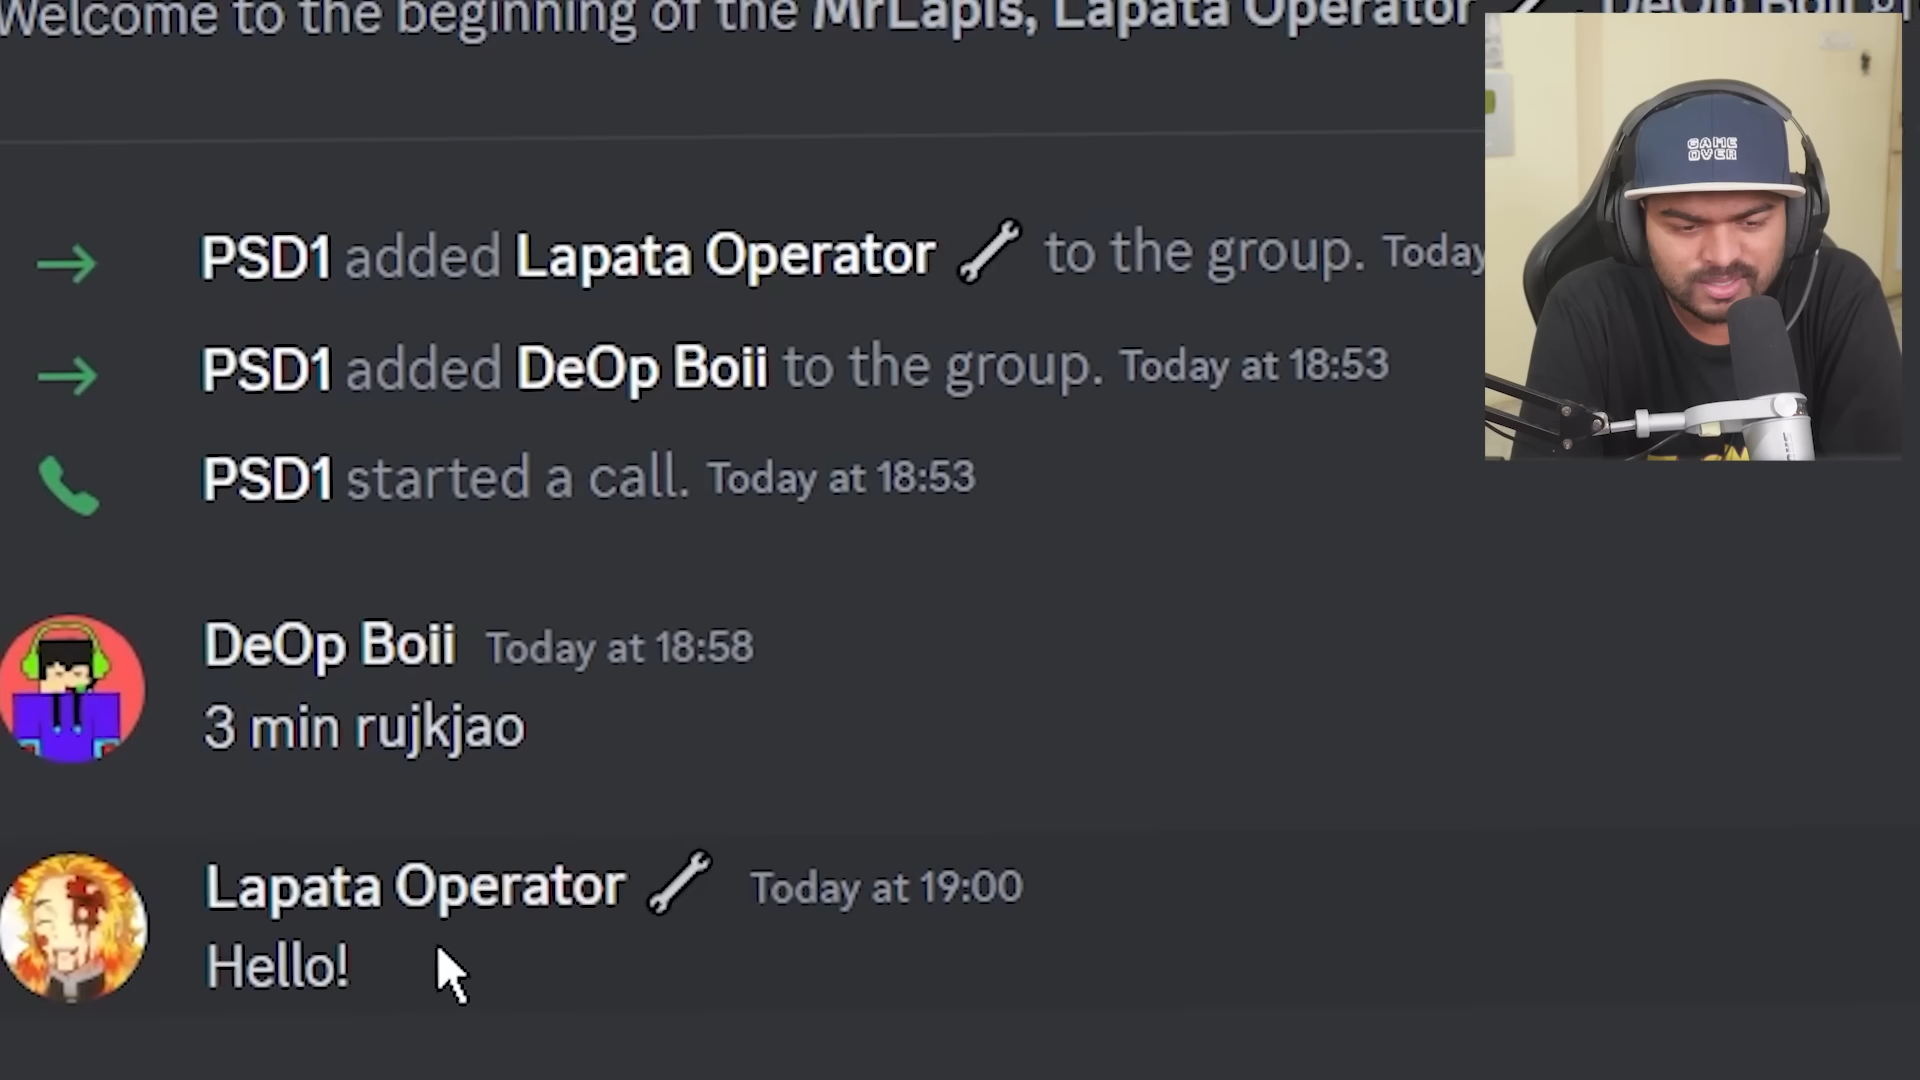 Welcome to the beginning of the MrLapis, Lapata Operator DeOp Boii
PSD1 added Lapata Operator 🔧 to the group. Today
GAME
OVER
PSD1 added DeOp Boii to the group. Today at 18:53
PSD1 started a call. Today at 18:53
DeOp Boii Today at 18:58
3 min rujkjao
Lapata Operator 🔧 Today at 19:00
Hello!